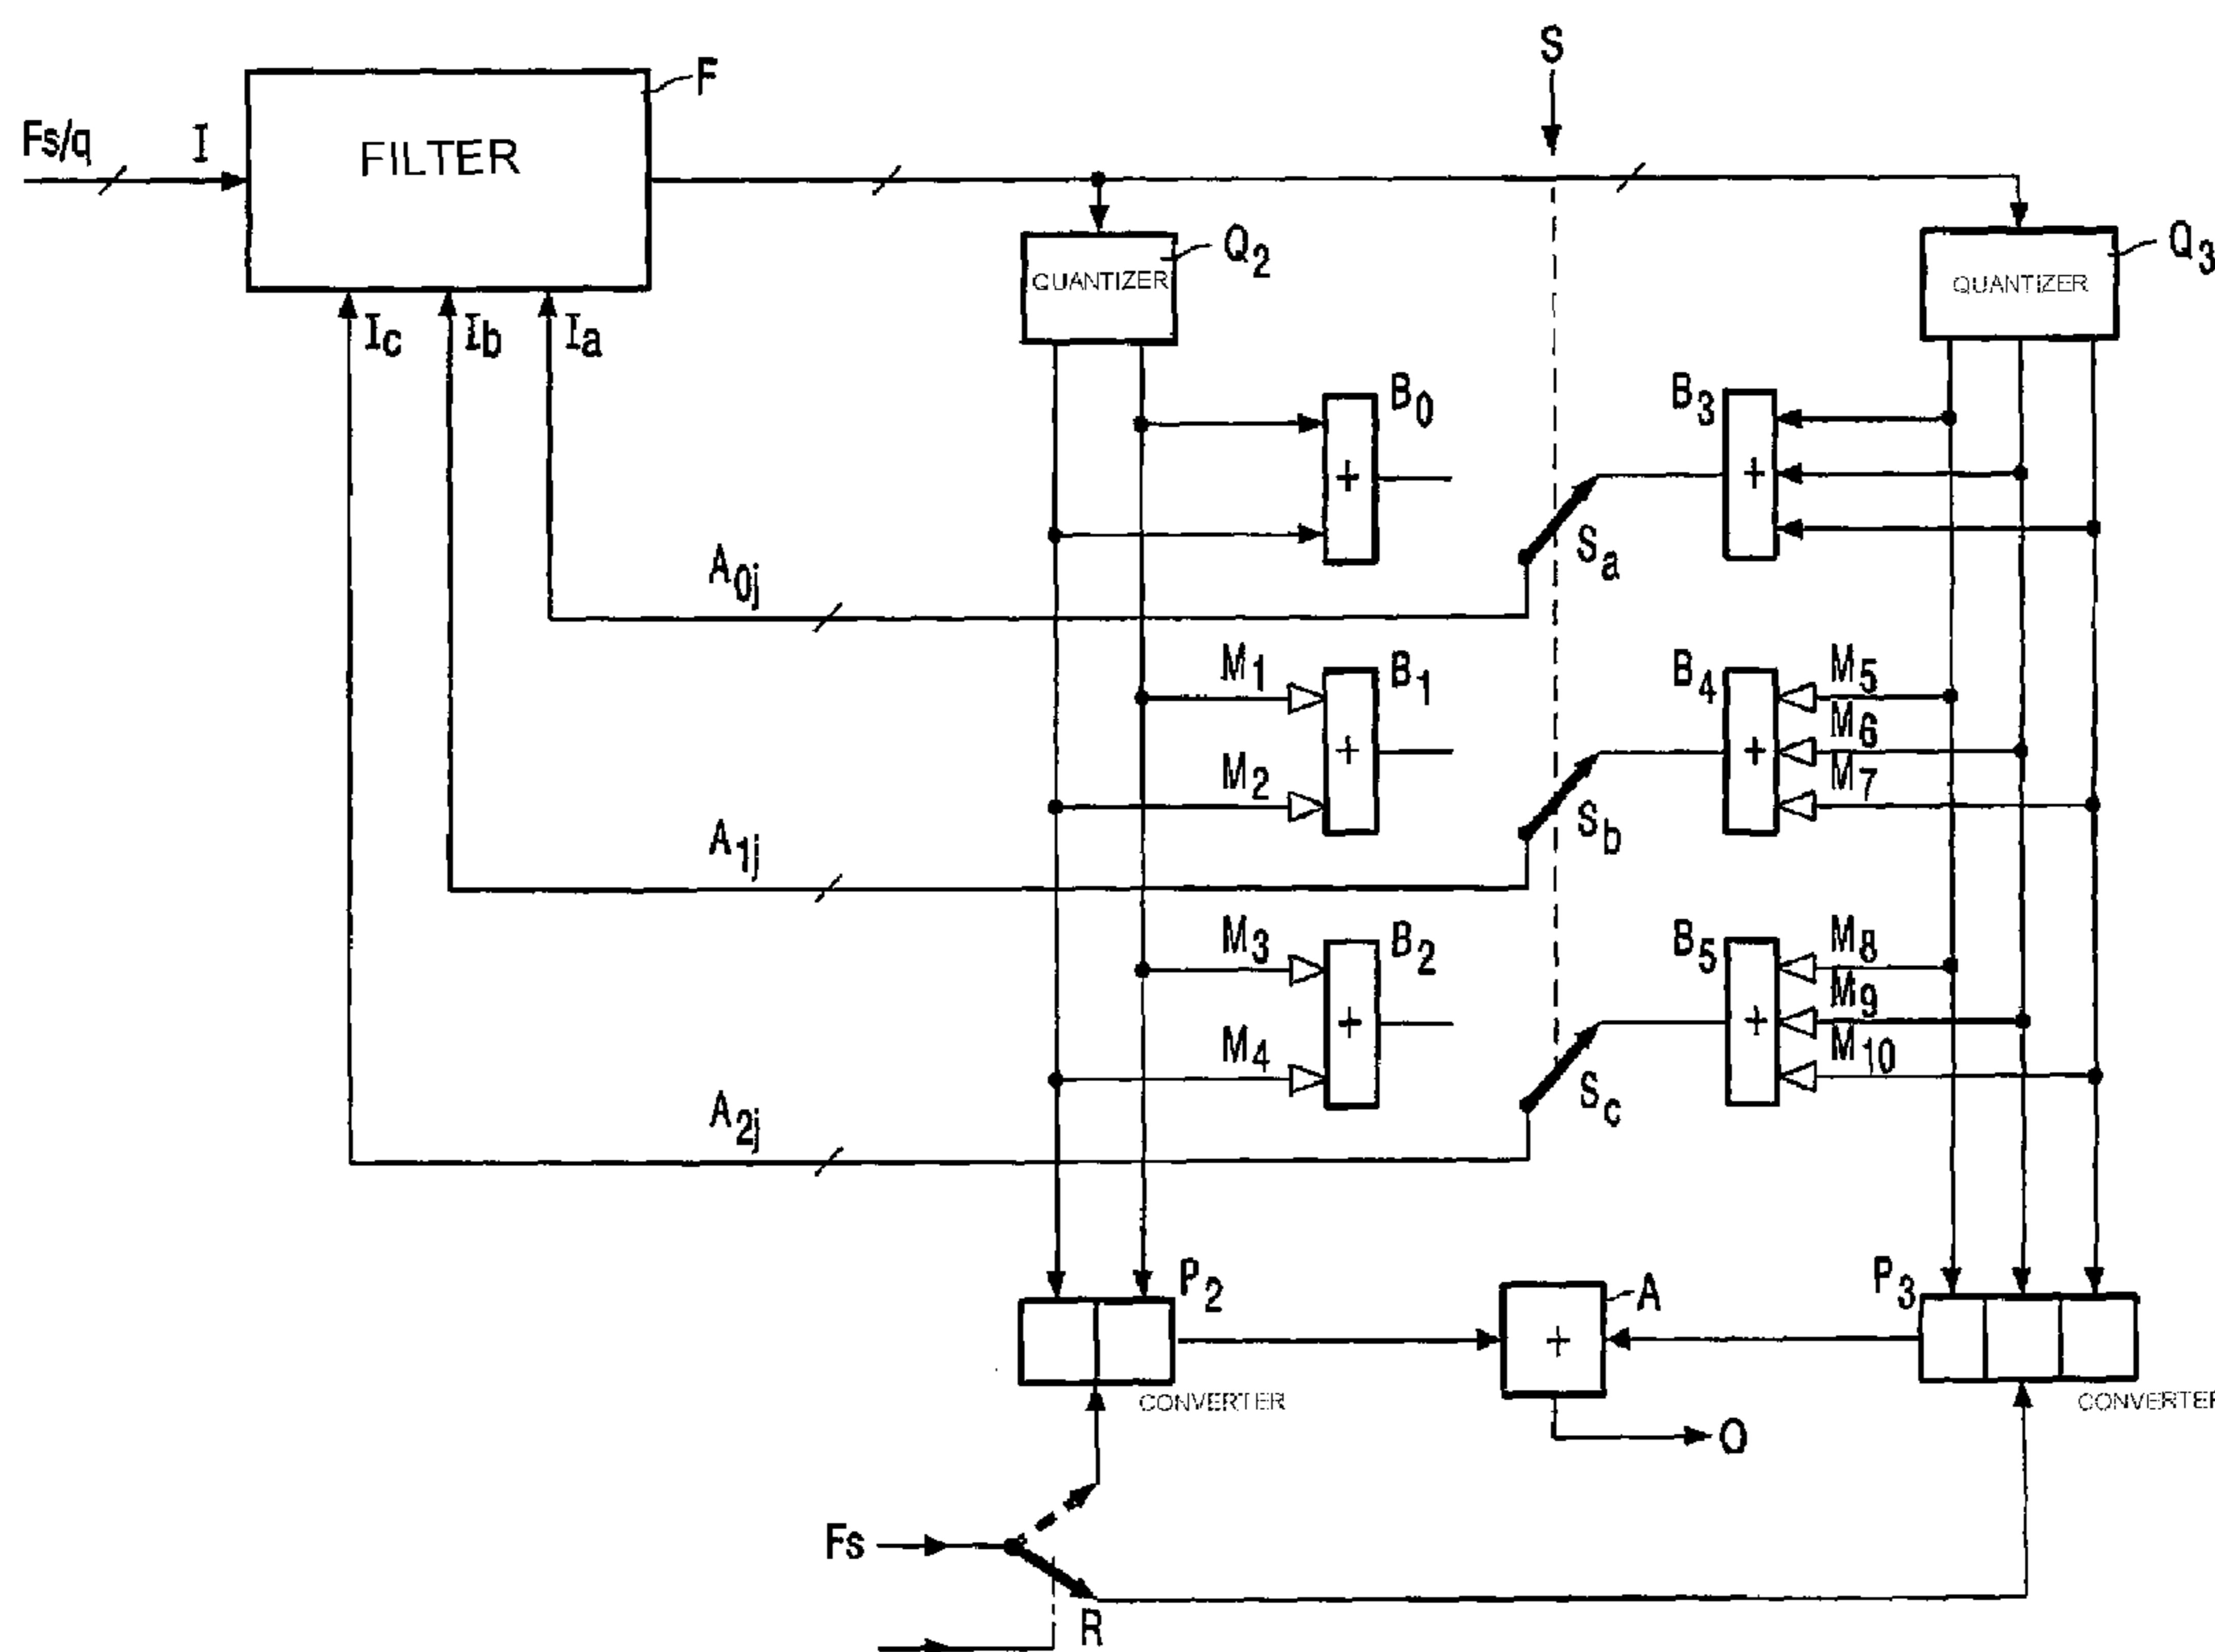 S
F
Fs/q
I
FILTER
Q2
QUANTIZER
Q3
QUANTIZER
Ic
Ib
Ia
B0
B3
+
+
Sa
A0j
M1
B1
B4
M5
M6
+
+
M2
M7
Sb
A1j
M3
B2
B5
M8
M9
+
+
M4
M10
Sc
A2j
P2
A
P3
+
CONVERTER
CONVERTER
O
Fs
R